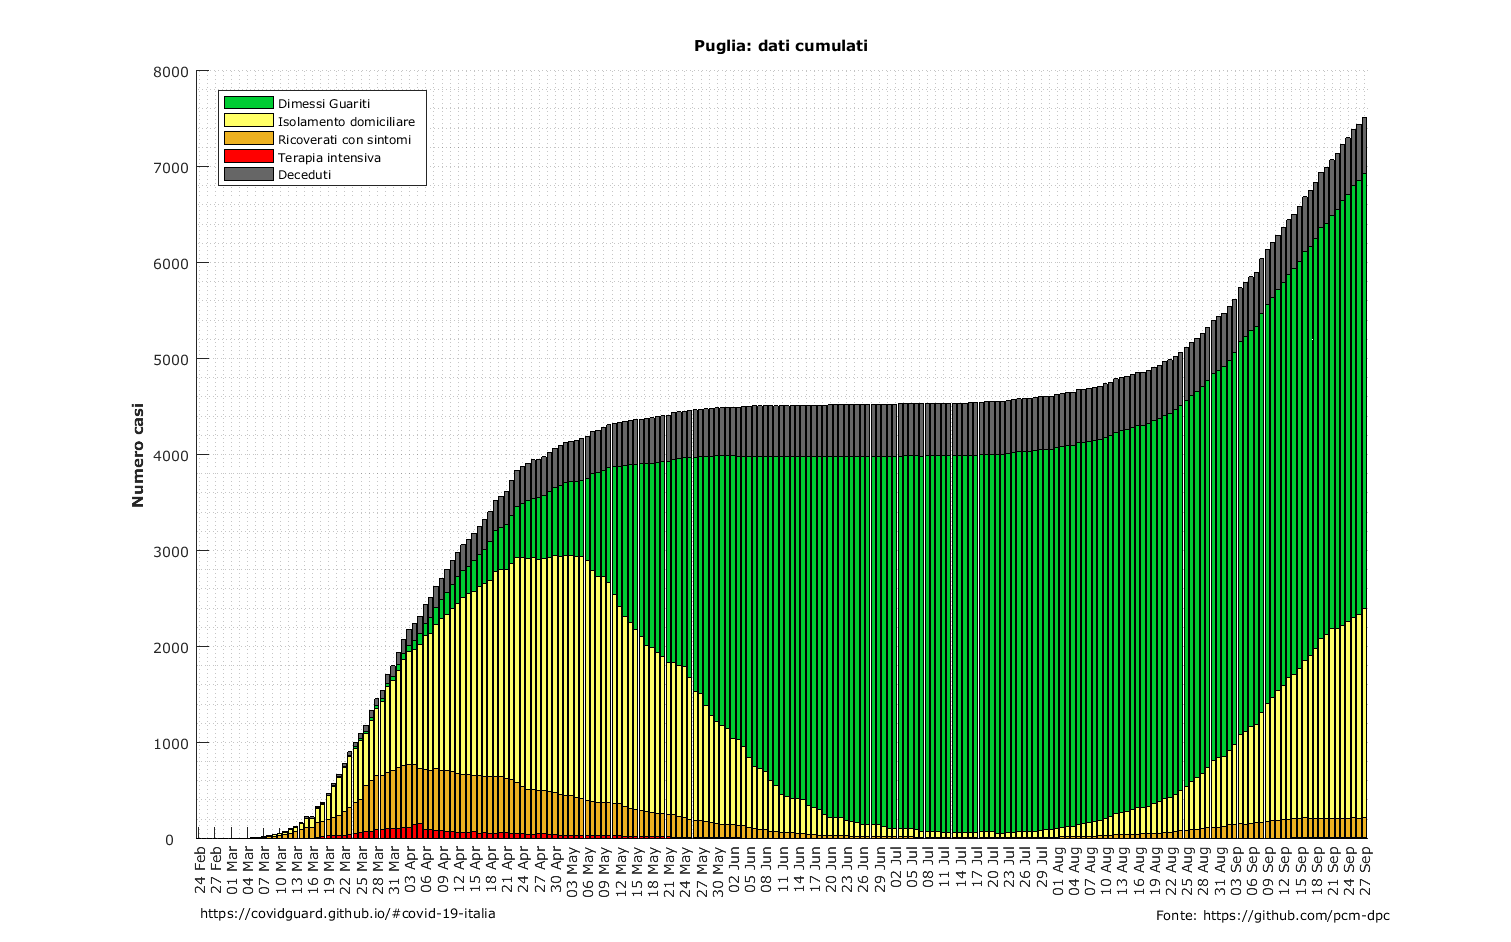 Puglia: dati cumulati
8000
7000
6000
5000
4000
3000
2000
1000
0
Numero casi
Dimessi Guariti
Isolamento domiciliare
Ricoverati con sintomi
Terapia intensiva
Deceduti
24 Feb
27 Feb
01 Mar
04 Mar
07 Mar
10 Mar
13 Mar
16 Mar
19 Mar
22 Mar
25 Mar
28 Mar
31 Mar
03 Apr
06 Apr
09 Apr
12 Apr
15 Apr
18 Apr
21 Apr
24 Apr
27 Apr
30 Apr
03 May
06 May
09 May
12 May
15 May
18 May
21 May
24 May
27 May
30 May
02 Jun
05 Jun
08 Jun
11 Jun
14 Jun
17 Jun
20 Jun
23 Jun
26 Jun
29 Jun
02 Jul
05 Jul
08 Jul
11 Jul
14 Jul
17 Jul
20 Jul
23 Jul
26 Jul
29 Jul
01 Aug
04 Aug
07 Aug
10 Aug
13 Aug
16 Aug
19 Aug
22 Aug
25 Aug
28 Aug
31 Aug
03 Sep
06 Sep
09 Sep
12 Sep
15 Sep
18 Sep
21 Sep
24 Sep
27 Sep
https://covidguard.github.io/#covid-19-italia
Fonte: https://github.com/pcm-dpc